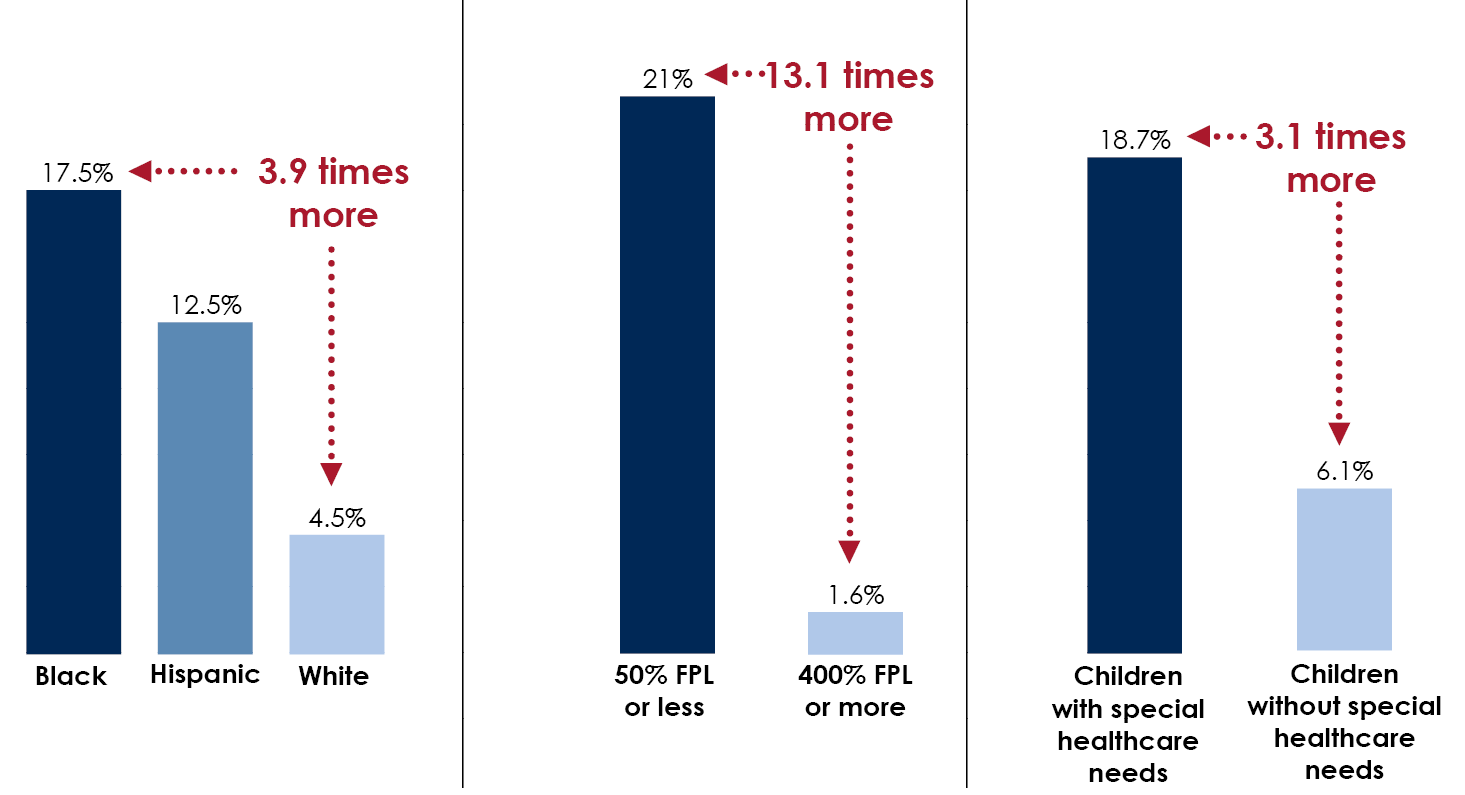 17.5%
3.9 times
more
12.5%
4.5%
Black
Hispanic
White
21%
13.1 times
more
1.6%
50% FPL
or less
400% FPL
or more
18.7%
3.1 times
more
6.1%
Children
with special
healthcare
needs
Children
without special
healthcare
needs